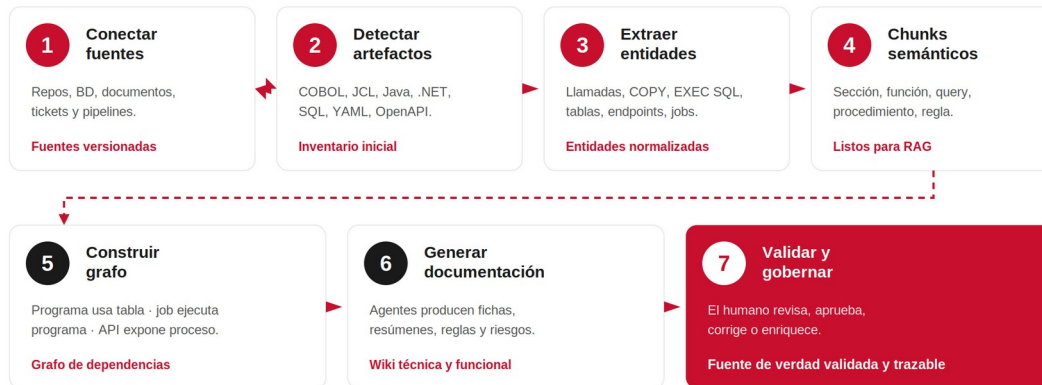 1
Conectar
fuentes
Repos, BD, documentos,
tickets y pipelines.
Fuentes versionadas
2
Detectar
artefactos
COBOL, JCL, Java, .NET,
SQL, YAML, OpenAPI.
Inventario inicial
3
Extraer
entidades
Llamadas, COPY, EXEC SQL,
tablas, endpoints, jobs.
Entidades normalizadas
4
Chunks
semánticos
Sección, función, query,
procedimiento, regla.
Listos para RAG
5
Construir
grafo
Programa usa tabla · job ejecuta
programa · API expone proceso.
Grafo de dependencias
6
Generar
documentación
Agentes producen fichas,
resúmenes, reglas y riesgos.
Wiki técnica y funcional
7
Validar y
gobernar
El humano revisa, aprueba,
corrige o enriquece.
Fuente de verdad validada y trazable